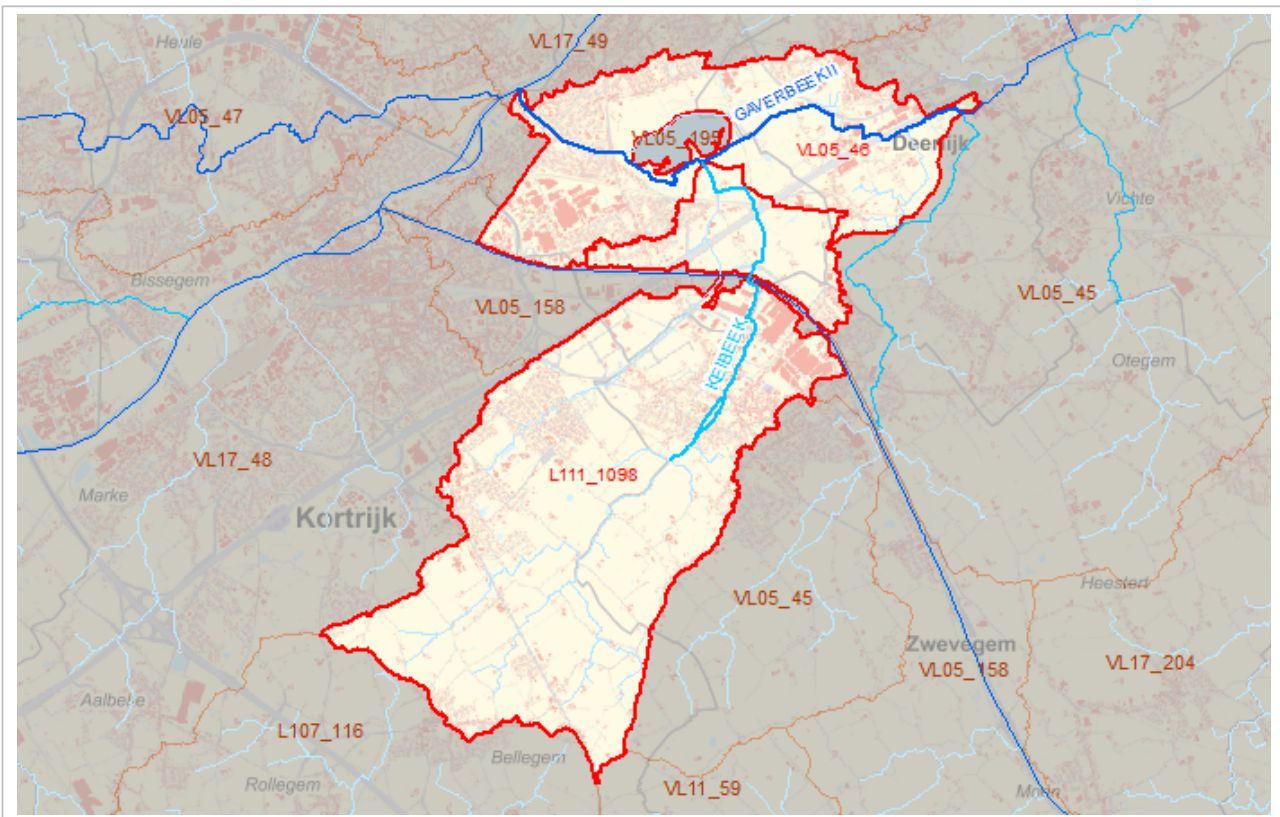 Heule
VL17_49
VL05_47
GAVERBEEK II
VL05_195
VL05_46
Deerlijk
Vichte
Bissegem
VL05_158
VL05_45
Otegem
KEIBEEK
VL17_48
L111_1098
Marke
Kortrijk
VL05_45
Heestert
Zwevegem
VL05_158
VL17_204
Aalbeke
L107_116
Bellegem
Rollegem
VL11_59
Moen